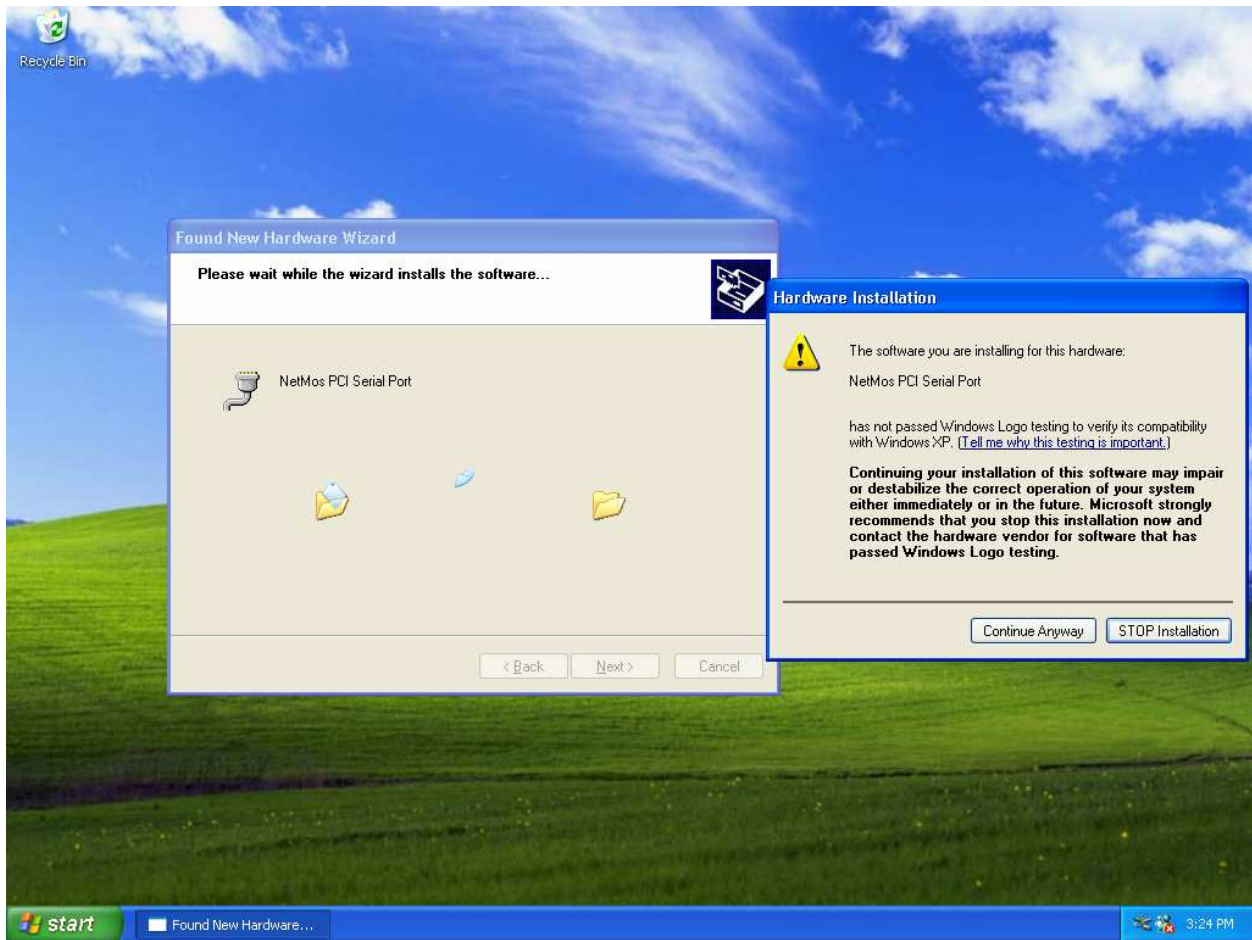 Recycle Bin
Found New Hardware Wizard
Please wait while the wizard installs the software...
NetMos PCI Serial Port
< Back
Next >
Cancel
Hardware Installation
The software you are installing for this hardware:
NetMos PCI Serial Port
has not passed Windows Logo testing to verify its compatibility
with Windows XP. (Tell me why this testing is important.)
Continuing your installation of this software may impair
or destabilize the correct operation of your system
either immediately or in the future. Microsoft strongly
recommends that you stop this installation now and
contact the hardware vendor for software that has
passed Windows Logo testing.
Continue Anyway
STOP Installation
start
Found New Hardware...
3:24 PM